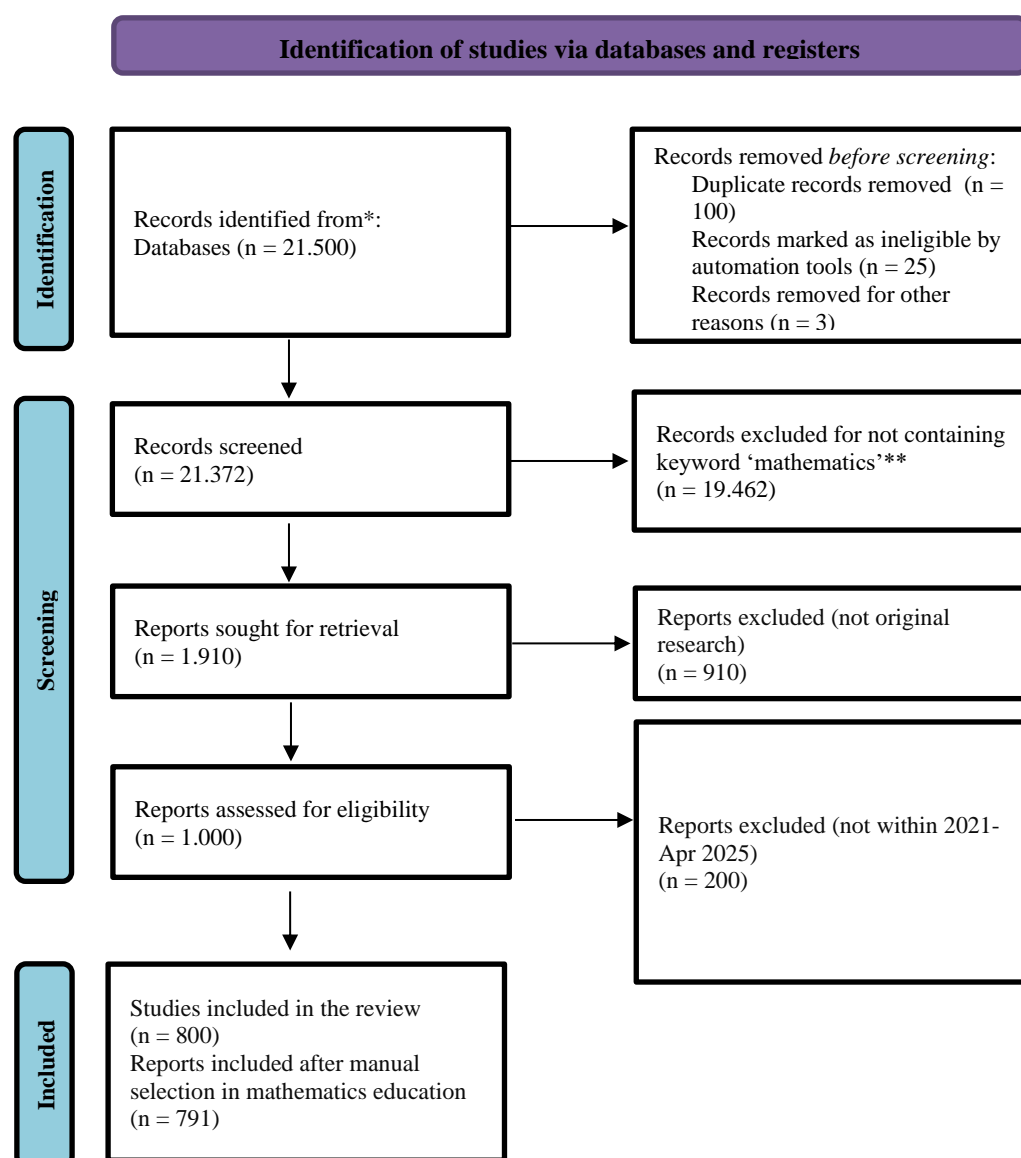 Identification of studies via databases and registers
Identification
Records identified from*:
Databases (n = 21.500)
Records removed before screening:
Duplicate records removed  (n =
100)
Records marked as ineligible by
automation tools (n = 25)
Records removed for other
reasons (n = 3)
Screening
Records screened
(n = 21.372)
Records excluded for not containing
keyword ‘mathematics’**
(n = 19.462)
Reports sought for retrieval
(n = 1.910)
Reports excluded (not original
research)
(n = 910)
Reports assessed for eligibility
(n = 1.000)
Reports excluded (not within 2021-
Apr 2025)
(n = 200)
Included
Studies included in the review
(n = 800)
Reports included after manual
selection in mathematics education
(n = 791)